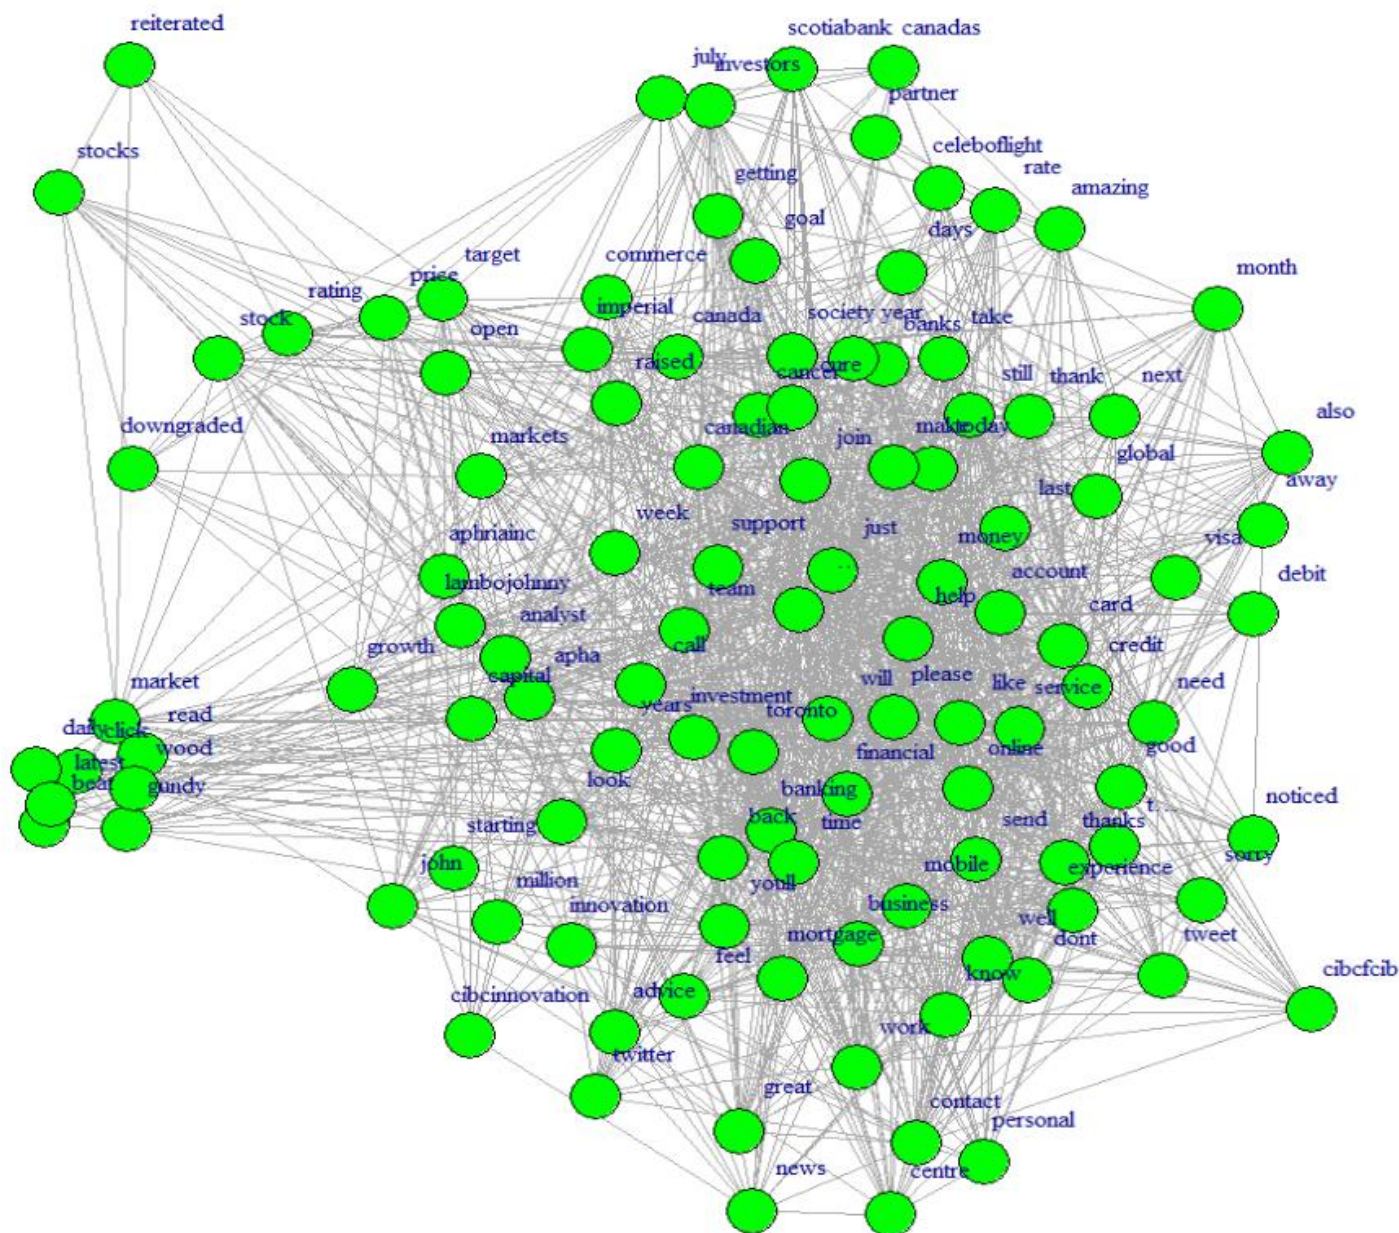 reiterated
scotiabank canadas
july
investors
partner
stocks
celeboflight
rate
getting
amazing
goal
days
commerce
target
price
month
rating
imperial
canada
society
year
banks
take
stock
open
raised
cancer
cure
still
thank
next
downgraded
also
canadian
join
make
today
markets
global
away
last
week
support
just
money
visa
aphriainc
...
account
debit
lambojohnny
team
help
analyst
card
growth
call
credit
apha
market
capital
will
please
like
service
need
read
years
investment
toronto
daily
click
wood
financial
online
good
latest
look
bear
gundy
banking
t...
noticed
starting
back
time
send
thanks
john
youll
mobile
experience
sorry
million
innovation
business
well
mortgage
dont
tweet
feel
know
cibcfcib
cibcinnovation
advice
work
twitter
great
contact
personal
news
centre